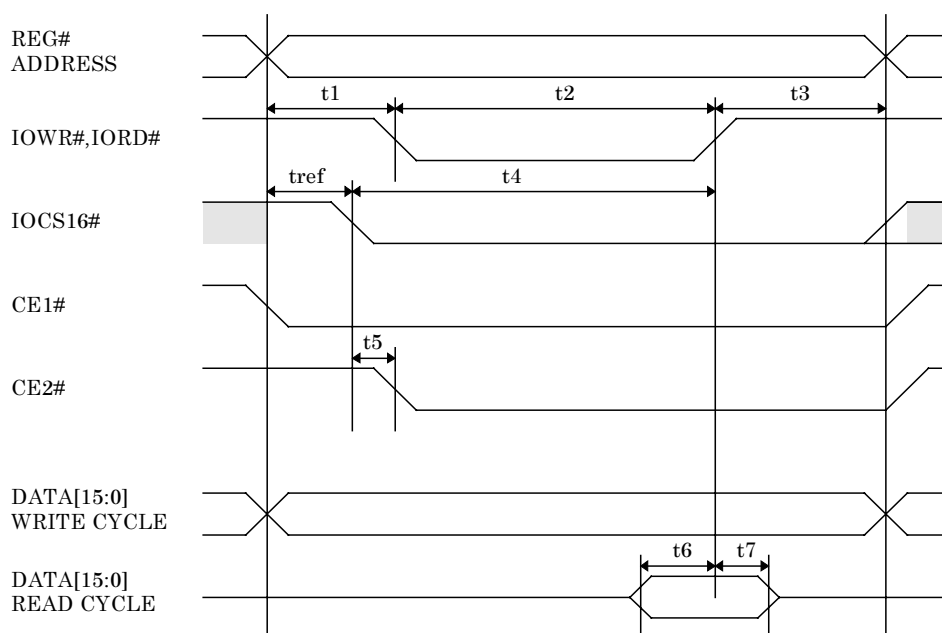 REG#
ADDRESS
t1 t2 t3
IOWR#,IORD#
tref t4
IOCS16#
CE1#
t5
CE2#
DATA[15:0]
WRITE CYCLE
t6 t7
DATA[15:0]
READ CYCLE